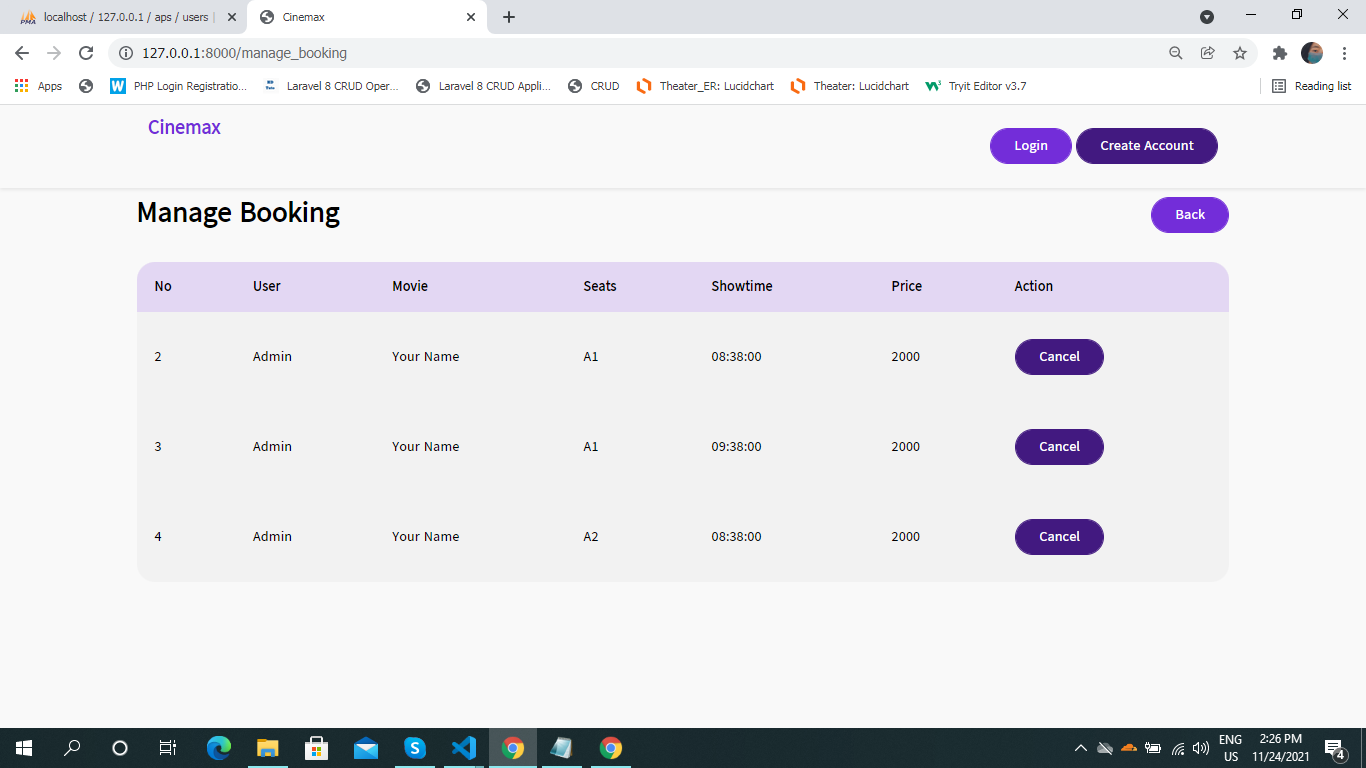 localhost / 127.0.0.1 / aps / users |
Cinemax
127.0.0.1:8000/manage_booking
Apps
PHP Login Registratio...
Laravel 8 CRUD Oper...
Laravel 8 CRUD Appli...
CRUD
Theater_ER: Lucidchart
Theater: Lucidchart
Tryit Editor v3.7
Reading list
Cinemax
Login
Create Account
Manage Booking
Back
No User Movie Seats Showtime Price Action
2 Admin Your Name A1 08:38:00 2000 Cancel
3 Admin Your Name A1 09:38:00 2000 Cancel
4 Admin Your Name A2 08:38:00 2000 Cancel
ENG
US
2:26 PM
11/24/2021
4